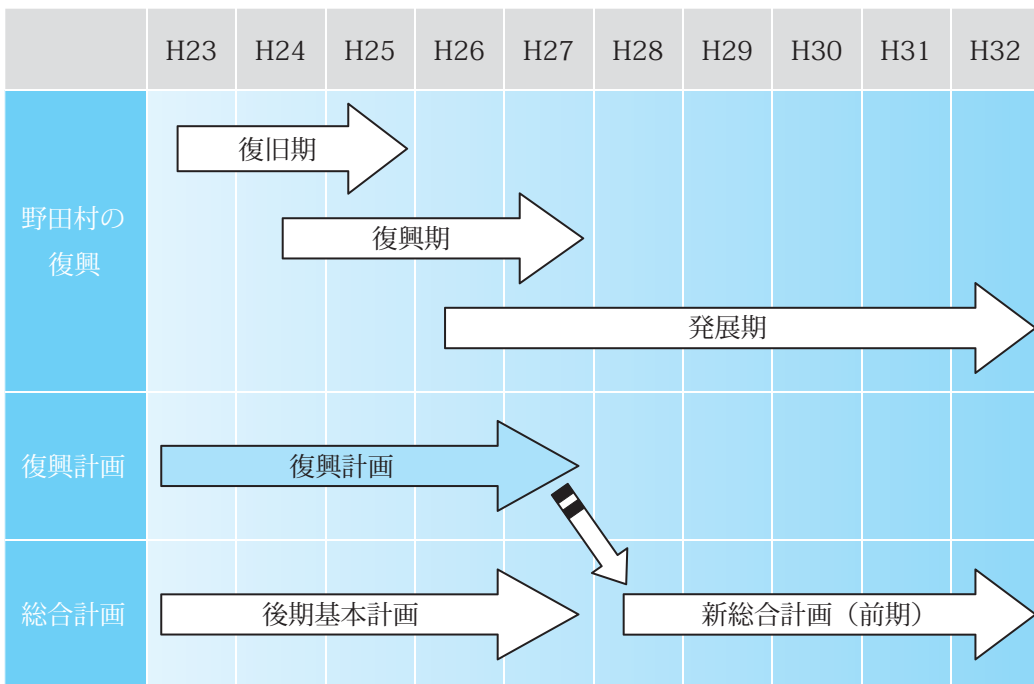 H23 H24 H25 H26 H27 H28 H29 H30 H31 H32
野田村の
復興
復旧期
復興期
発展期
復興計画
復興計画
総合計画
後期基本計画
新総合計画（前期）